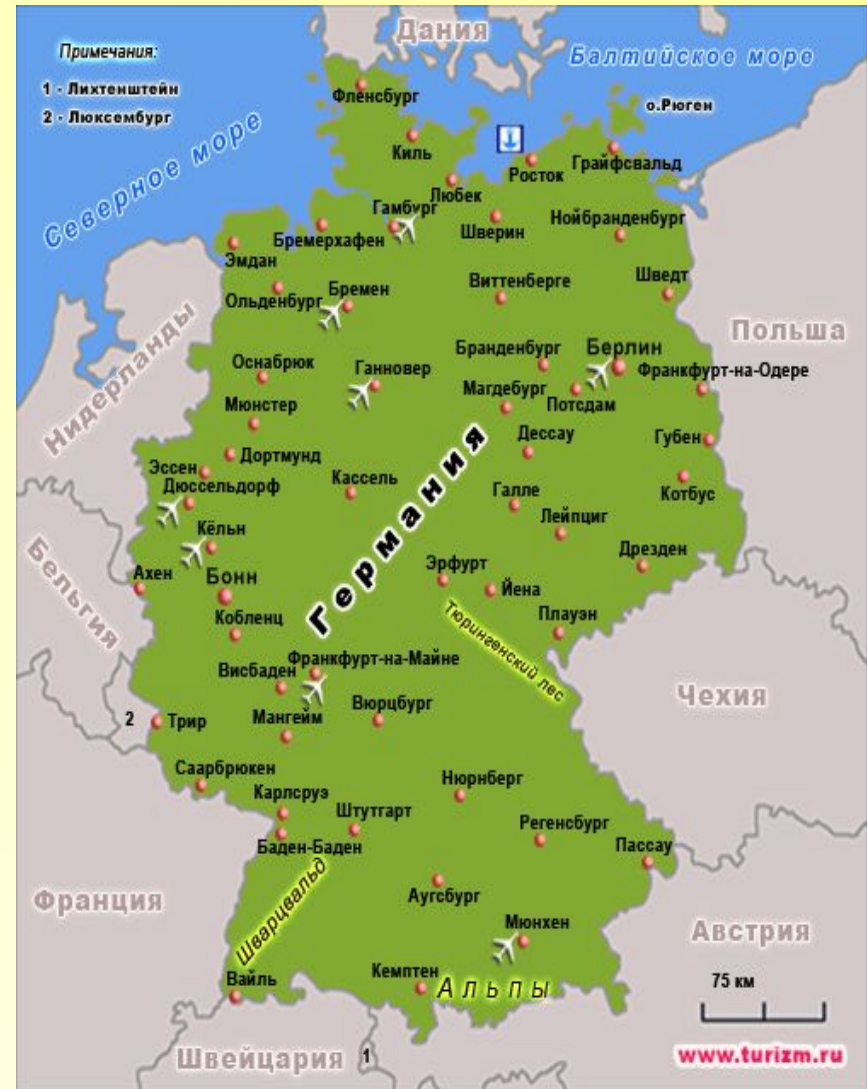 Дания
Примечания:
Балтийское море
1 - Лихтенштейн
2 - Люксембург
Фленсбург
о.Рюген
Северное море
Киль
Росток
Грайфсвальд
Любек
Гамбург
Шверин
Нойбранденбург
Бремерхафен
Эмдан
Ольденбург
Бремен
Виттенберге
Шведт
Нидерланды
Польша
Оснабрюк
Ганновер
Бранденбург
Берлин
Франкфурт-на-Одере
Магдебург
Потсдам
Мюнстер
Дессау
Губен
Дортмунд
Эссен
Дюссельдорф
Кассель
Галле
Котбус
Германия
Лейпциг
Кёльн
Бельгия
Ахен
Бонн
Эрфурт
Йена
Дрезден
Кобленц
Плауэн
Тюрингенский лес
Франкфурт-на-Майне
Висбаден
Чехия
2
Трир
Мангейм
Вюрцбург
Саарбрюкен
Нюрнберг
Карлсруэ
Штутгарт
Регенсбург
Баден-Баден
Пассау
Франция
Шварцвальд
Аугсбург
Мюнхен
Австрия
Вайль
Кемптен
Альпы
75 км
Швейцария
1
www.turizm.ru